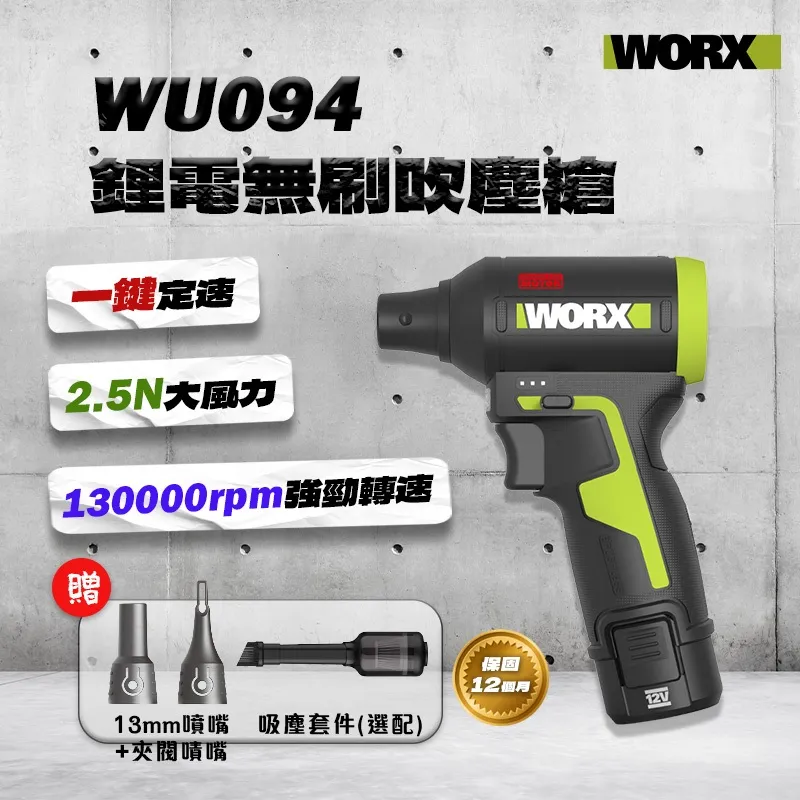 WORX
WU094
鋰電無刷吹塵槍
一鍵定速
2.5N大風力
130000rpm強勁轉速
WORX
贈
13mm噴嘴
+夾閥噴嘴
吸塵套件(選配)
保固
12個月
12V